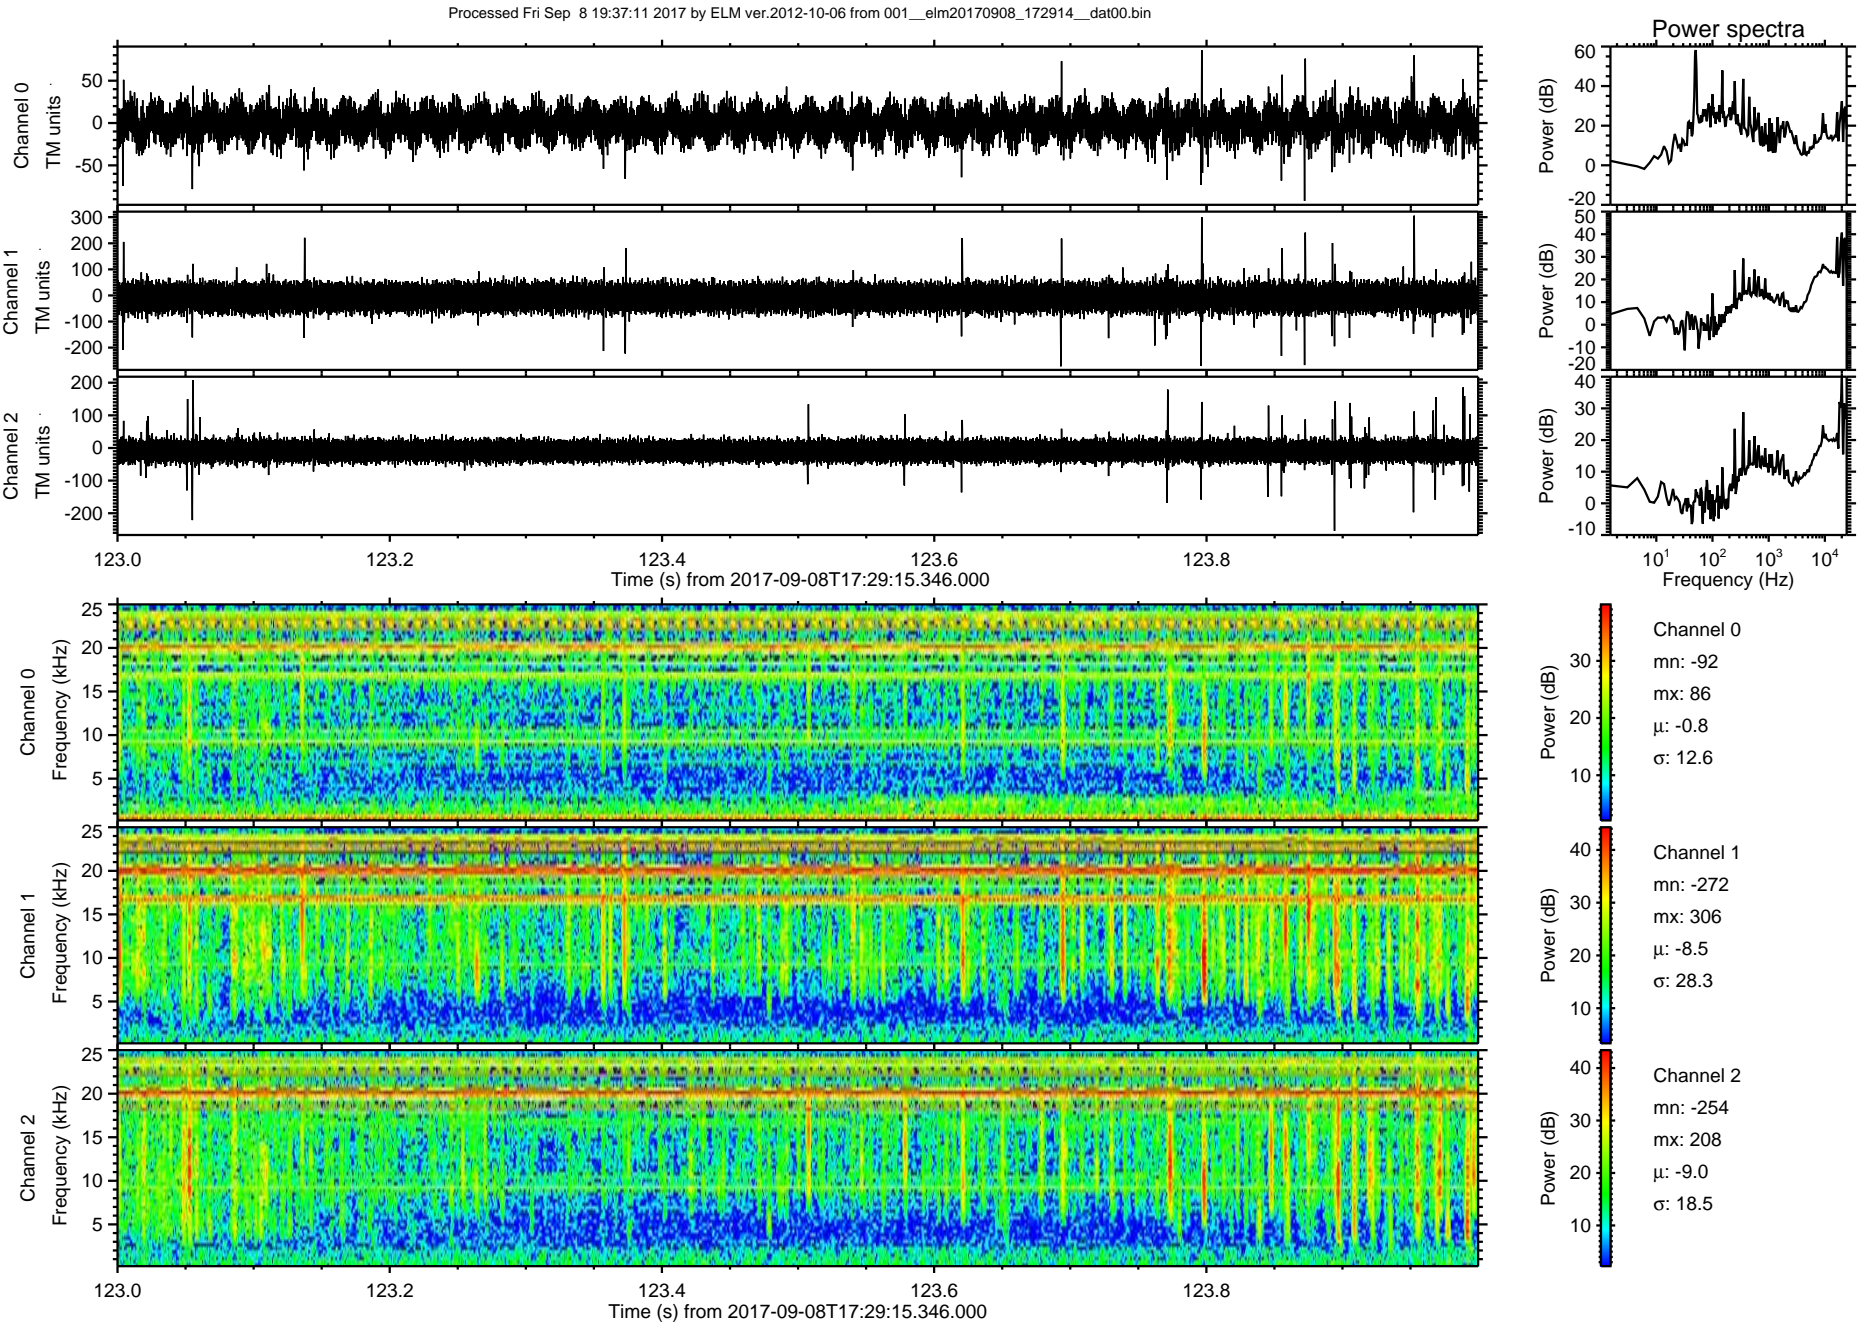 Processed Fri Sep  8 19:37:11 2017 by ELM ver.2012-10-06 from 001__elm20170908_172914__dat00.bin
Power spectra
Channel 0
TM units
50
0
-50
Power (dB)
60
40
20
0
-20
Channel 1
TM units
300
200
100
0
-100
-200
Power (dB)
50
40
30
20
10
0
-10
-20
Channel 2
TM units
200
100
0
-100
-200
Power (dB)
40
30
20
10
0
-10
123.0 123.2 123.4 123.6 123.8
Time (s) from 2017-09-08T17:29:15.346.000
10^1 10^2 10^3 10^4
Frequency (Hz)
Channel 0
Frequency (kHz)
25
20
15
10
5
Power (dB)
30
20
10
Channel 0
mn: -92
mx: 86
μ: -0.8
σ: 12.6
Channel 1
Frequency (kHz)
25
20
15
10
5
Power (dB)
40
30
20
10
Channel 1
mn: -272
mx: 306
μ: -8.5
σ: 28.3
Channel 2
Frequency (kHz)
25
20
15
10
5
Power (dB)
40
30
20
10
Channel 2
mn: -254
mx: 208
μ: -9.0
σ: 18.5
123.0 123.2 123.4 123.6 123.8
Time (s) from 2017-09-08T17:29:15.346.000